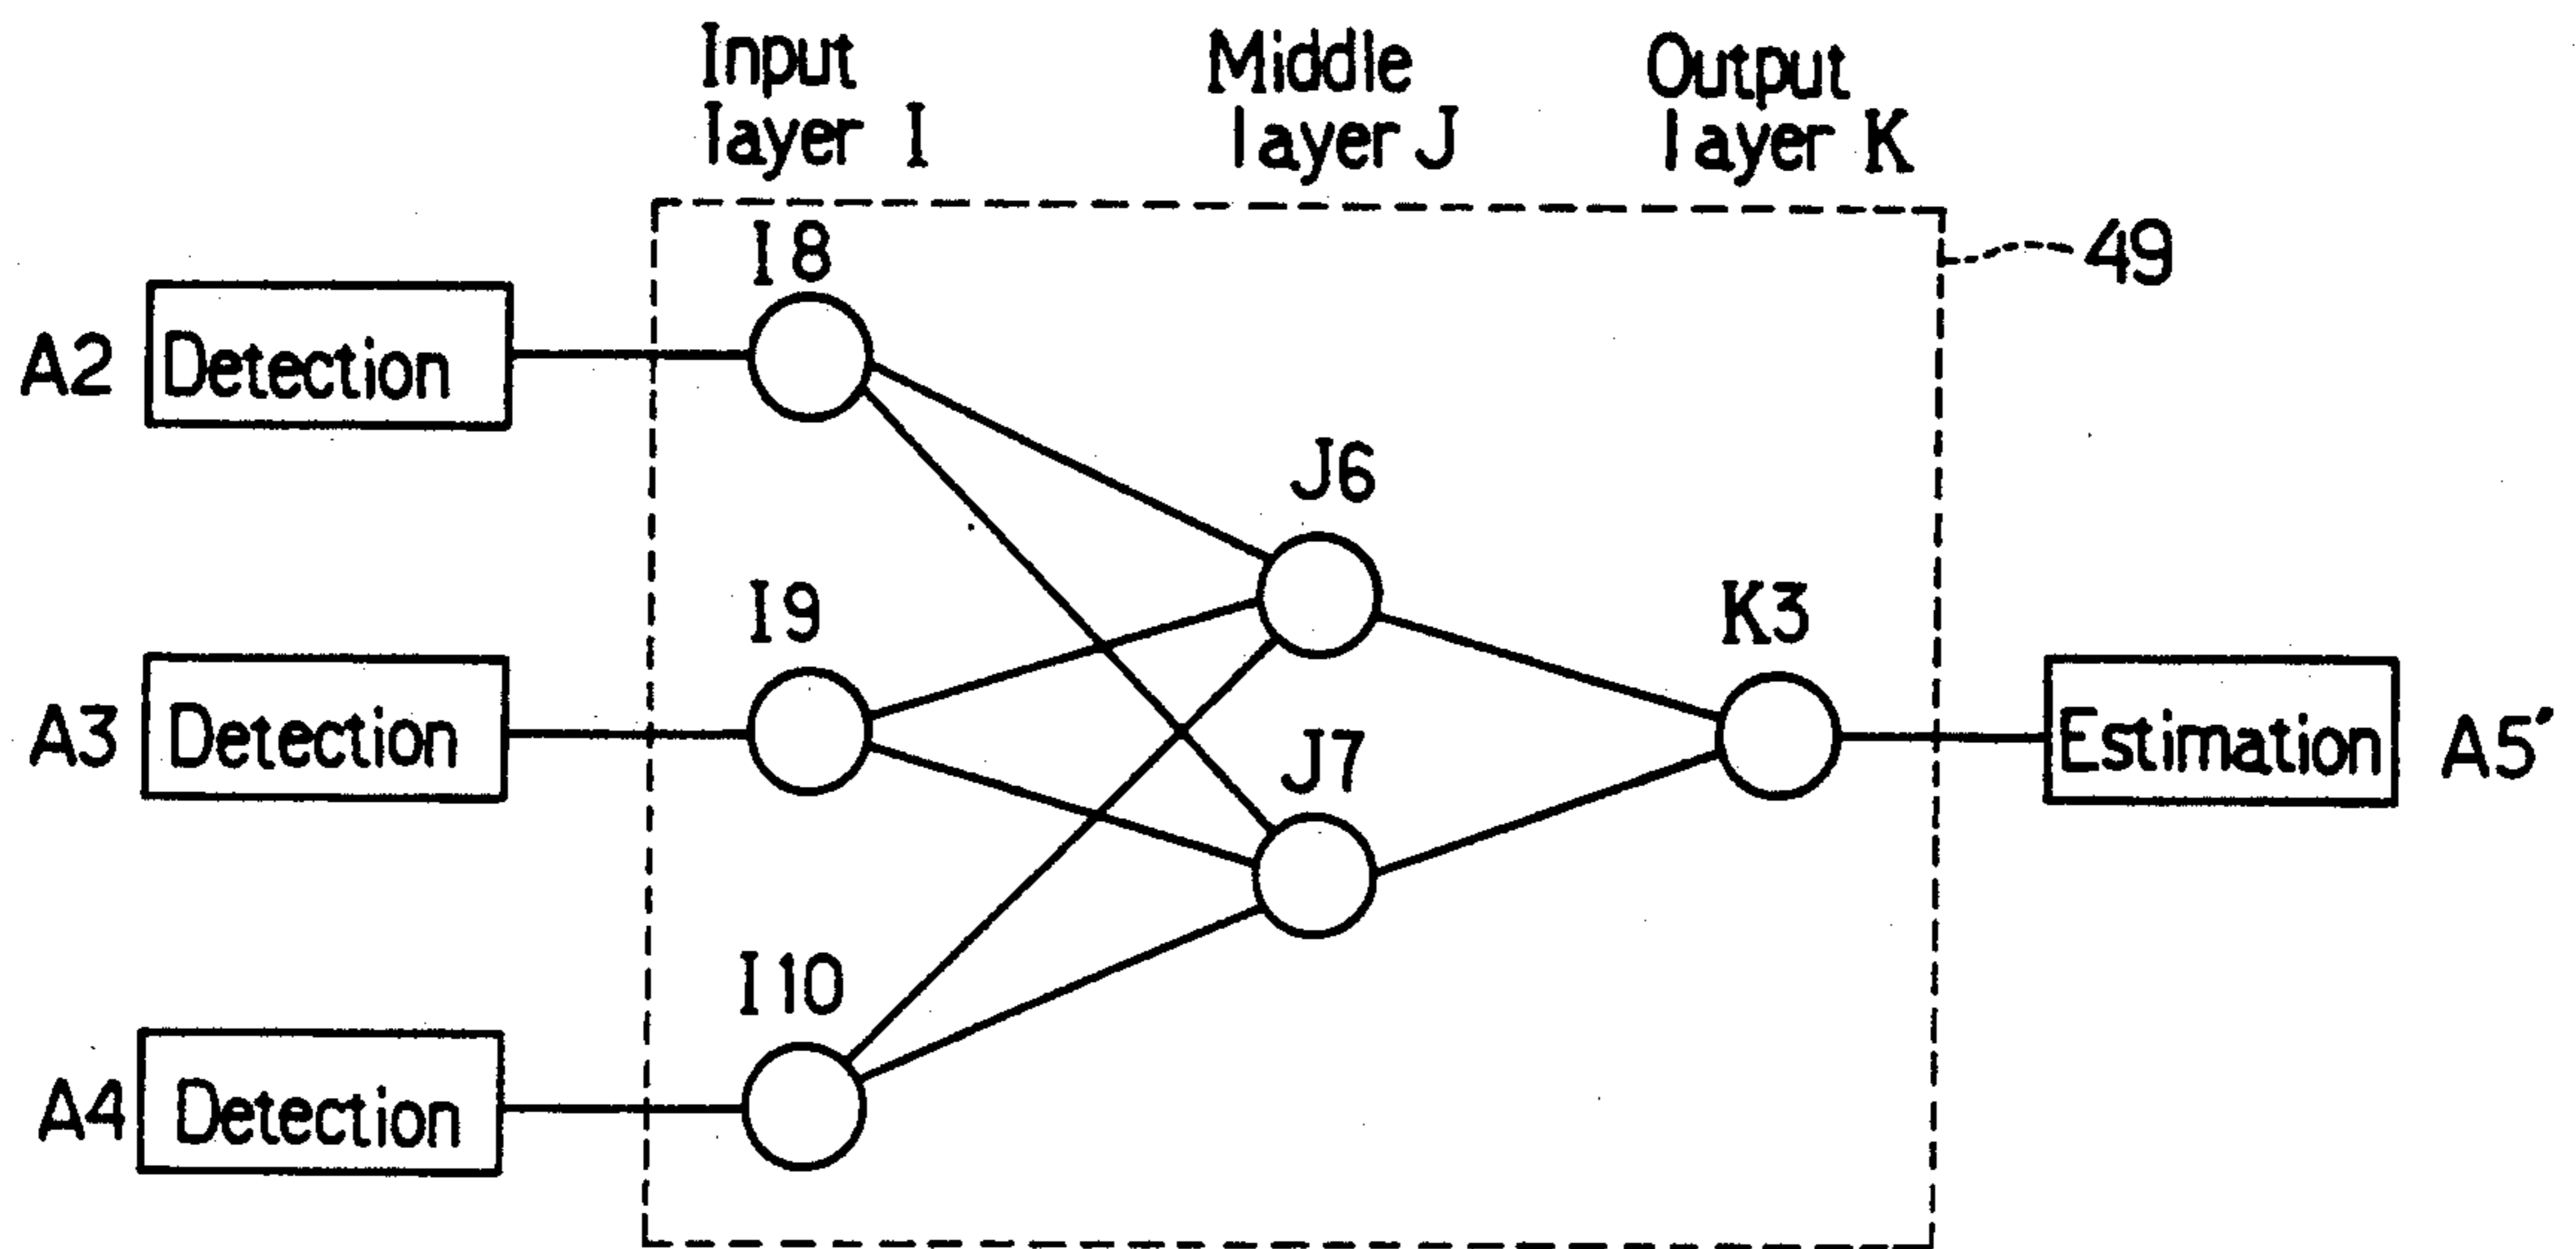 Input
layer I
Middle
layer J
Output
layer K
49
I8
A2 Detection
J6
I9
K3
A3 Detection
J7
Estimation A5'
I10
A4 Detection